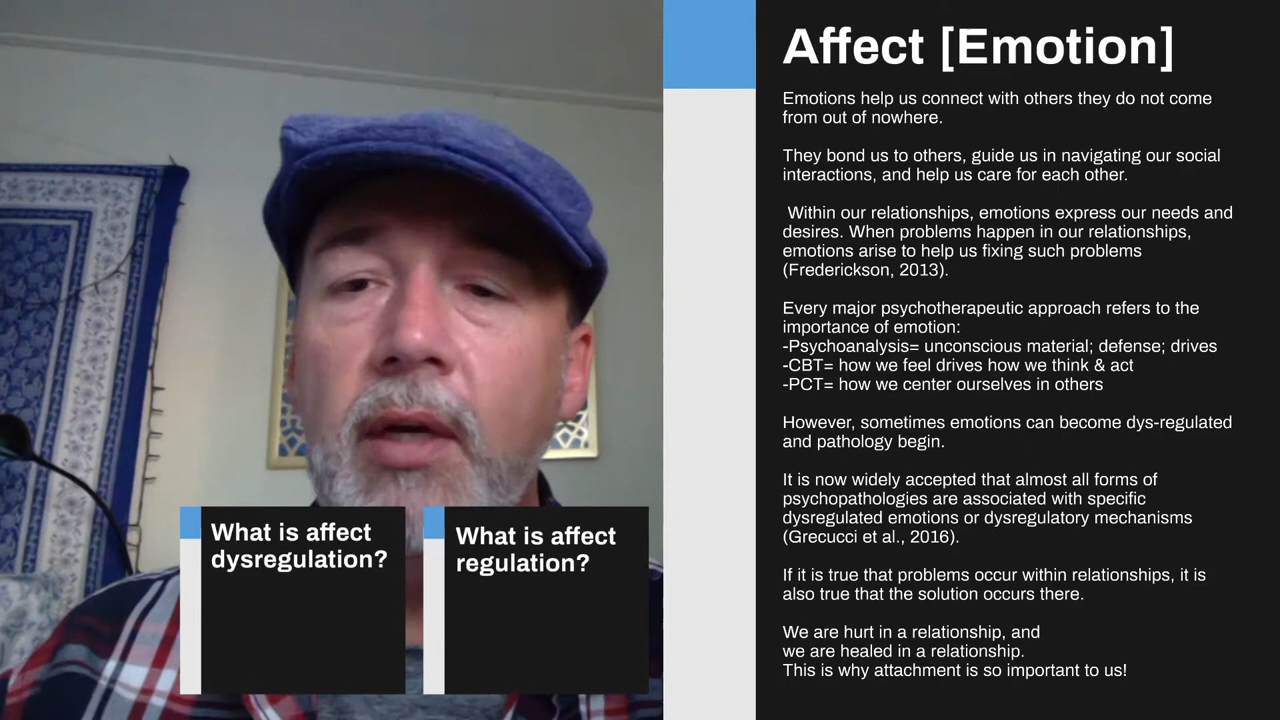 Affect [Emotion]
Emotions help us connect with others they do not come
from out of nowhere.
They bond us to others, guide us in navigating our social
interactions, and help us care for each other.
Within our relationships, emotions express our needs and
desires. When problems happen in our relationships,
emotions arise to help us fixing such problems
(Frederickson, 2013).
Every major psychotherapeutic approach refers to the
importance of emotion:
-Psychoanalysis= unconscious material; defense; drives
-CBT= how we feel drives how we think & act
-PCT= how we center ourselves in others
However, sometimes emotions can become dys-regulated
and pathology begin.
It is now widely accepted that almost all forms of
psychopathologies are associated with specific
dysregulated emotions or dysregulatory mechanisms
(Grecucci et al., 2016).
If it is true that problems occur within relationships, it is
also true that the solution occurs there.
We are hurt in a relationship, and
we are healed in a relationship.
This is why attachment is so important to us!
What is affect
dysregulation?
What is affect
regulation?